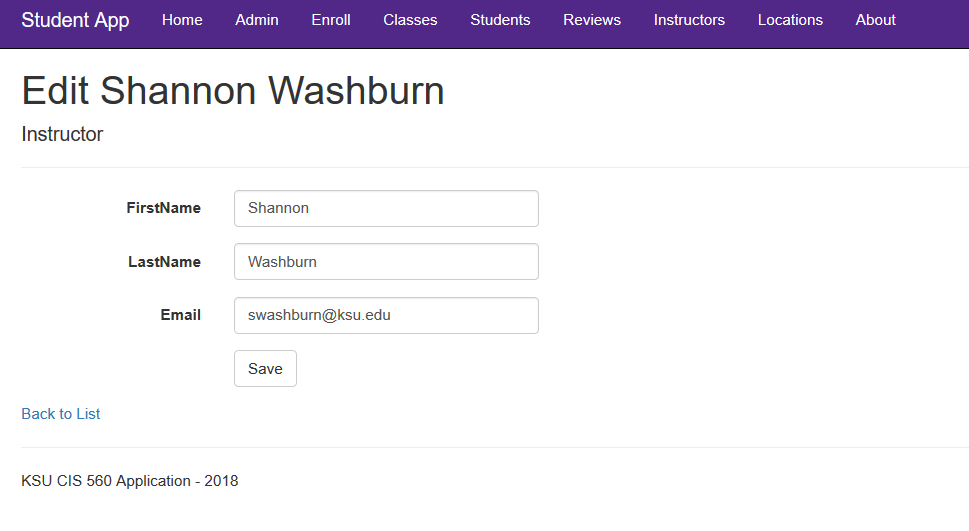 Student App Home Admin Enroll Classes Students Reviews Instructors Locations About
Edit Shannon Washburn
Instructor
FirstName Shannon
LastName Washburn
Email swashburn@ksu.edu
Save
Back to List
KSU CIS 560 Application - 2018